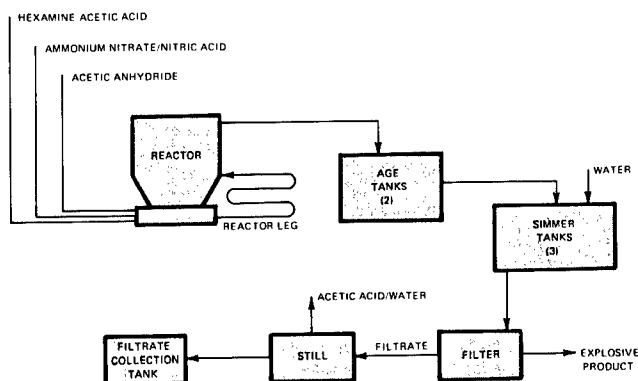 HEXAMINE ACETIC ACID
AMMONIUM NITRATE/NITRIC ACID
ACETIC ANHYDRIDE
REACTOR
REACTOR LEG
AGE
TANKS
(2)
WATER
SIMMER
TANKS
(3)
ACETIC ACID/WATER
FILTRATE
COLLECTION
TANK
STILL
FILTRATE
FILTER
EXPLOSIVE
PRODUCT